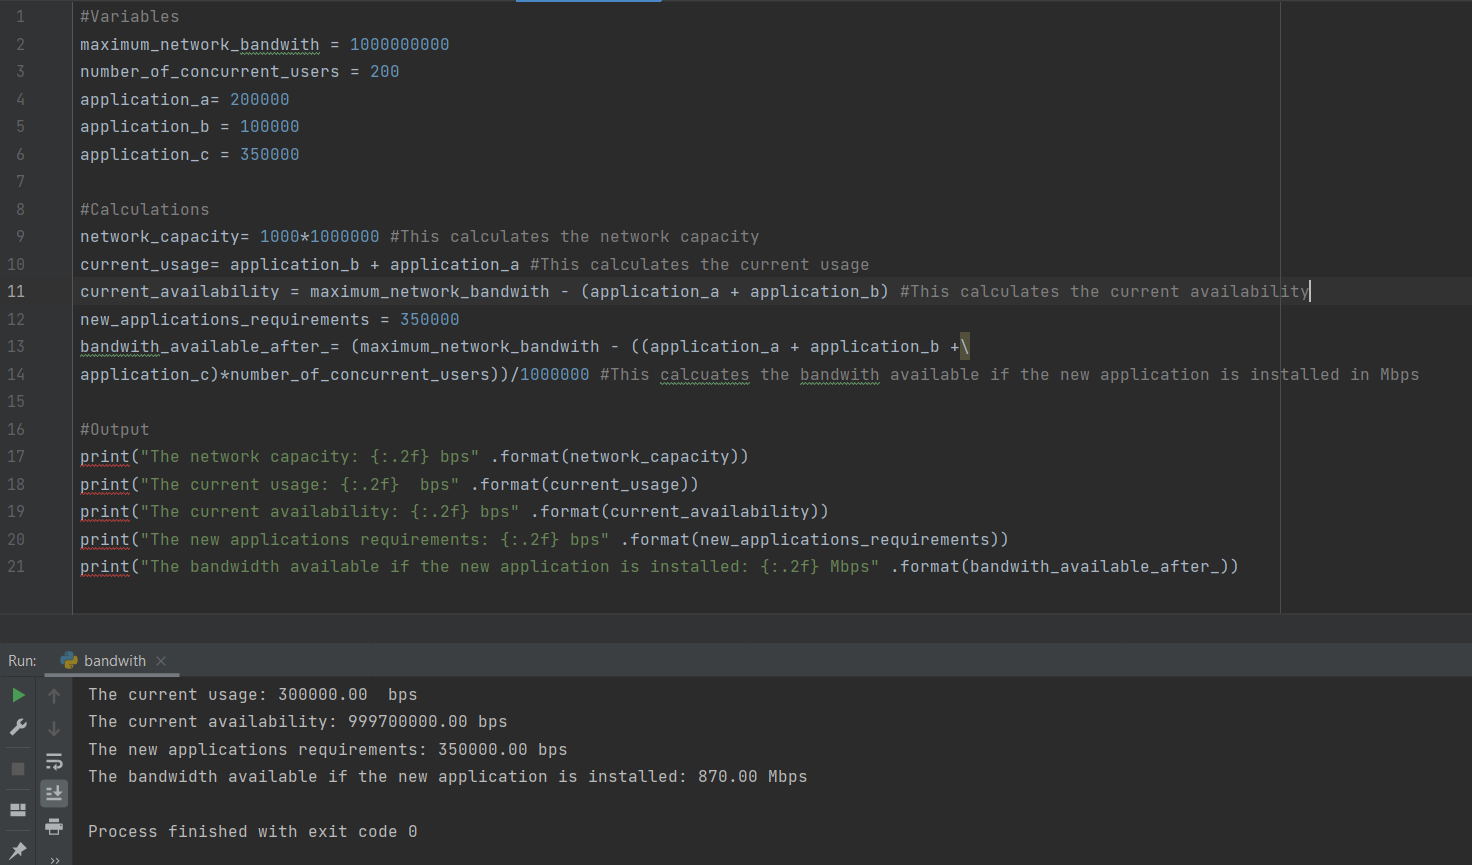 1 #Variables
2 maximum_network_bandwith = 1000000000
3 number_of_concurrent_users = 200
4 application_a= 200000
5 application_b = 100000
6 application_c = 350000
7
8 #Calculations
9 network_capacity= 1000*1000000 #This calculates the network capacity
10 current_usage= application_b + application_a #This calculates the current usage
11 current_availability = maximum_network_bandwith - (application_a + application_b) #This calculates the current availability
12 new_applications_requirements = 350000
13 bandwith_available_after_= (maximum_network_bandwith - ((application_a + application_b +\
14 application_c)*number_of_concurrent_users))/1000000 #This calcuates the bandwith available if the new application is installed in Mbps
15
16 #Output
17 print("The network capacity: {:.2f} bps" .format(network_capacity))
18 print("The current usage: {:.2f}  bps" .format(current_usage))
19 print("The current availability: {:.2f} bps" .format(current_availability))
20 print("The new applications requirements: {:.2f} bps" .format(new_applications_requirements))
21 print("The bandwidth available if the new application is installed: {:.2f} Mbps" .format(bandwith_available_after_))
Run: bandwith
The current usage: 300000.00  bps
The current availability: 999700000.00 bps
The new applications requirements: 350000.00 bps
The bandwidth available if the new application is installed: 870.00 Mbps
Process finished with exit code 0